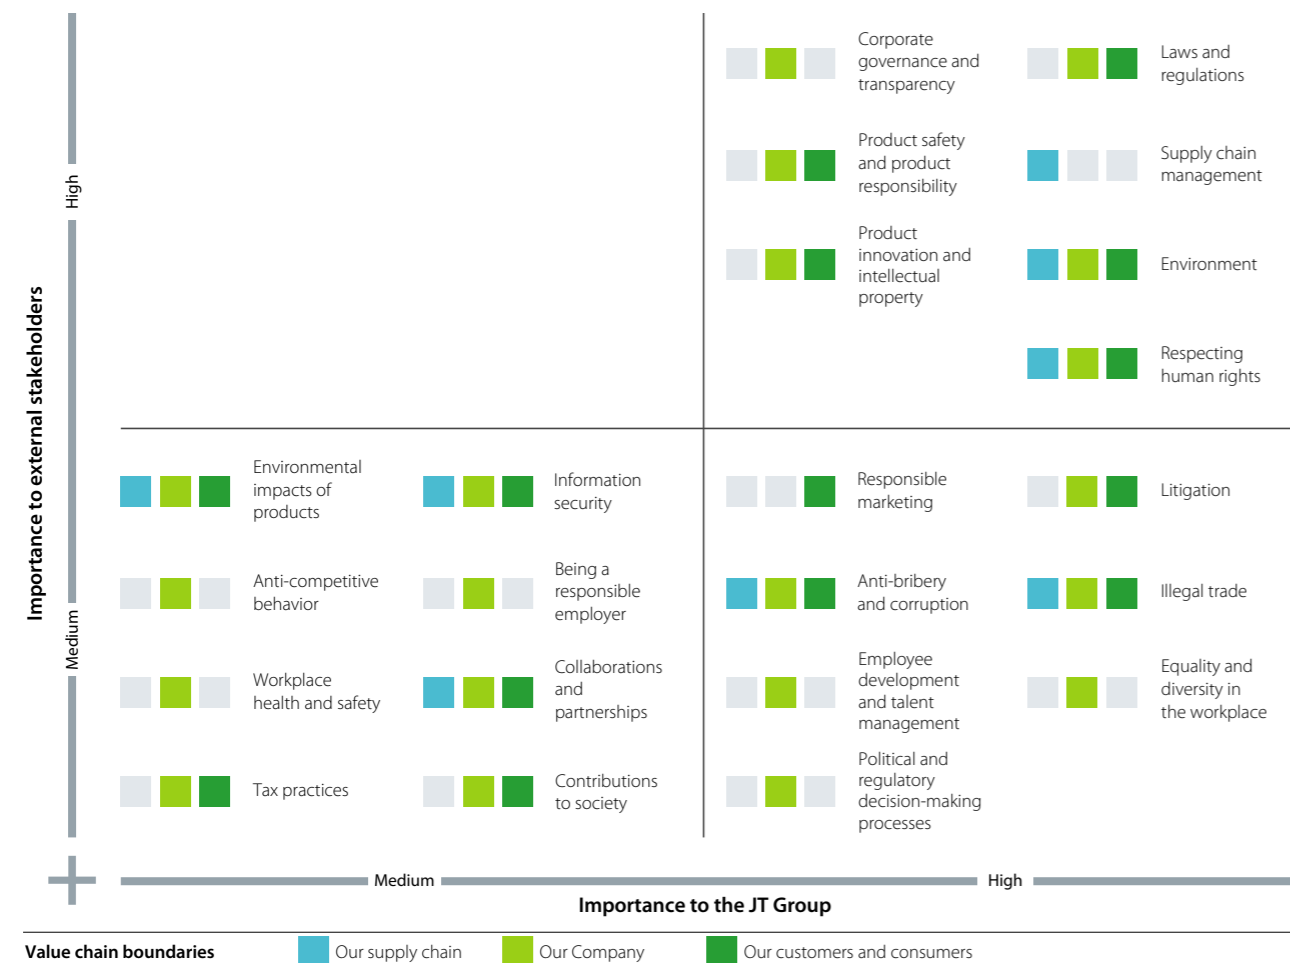 Importance to external stakeholders
High
Medium
Corporate
governance and
transparency
Laws and
regulations
Product safety
and product
responsibility
Supply chain
management
Product
innovation and
intellectual
property
Environment
Respecting
human rights
Environmental
impacts of
products
Information
security
Responsible
marketing
Litigation
Anti-competitive
behavior
Being a
responsible
employer
Anti-bribery
and corruption
Illegal trade
Workplace
health and safety
Collaborations
and
partnerships
Employee
development
and talent
management
Equality and
diversity in
the workplace
Tax practices
Contributions
to society
Political and
regulatory
decision-making
processes
Medium
High
Importance to the JT Group
Value chain boundaries
Our supply chain
Our Company
Our customers and consumers